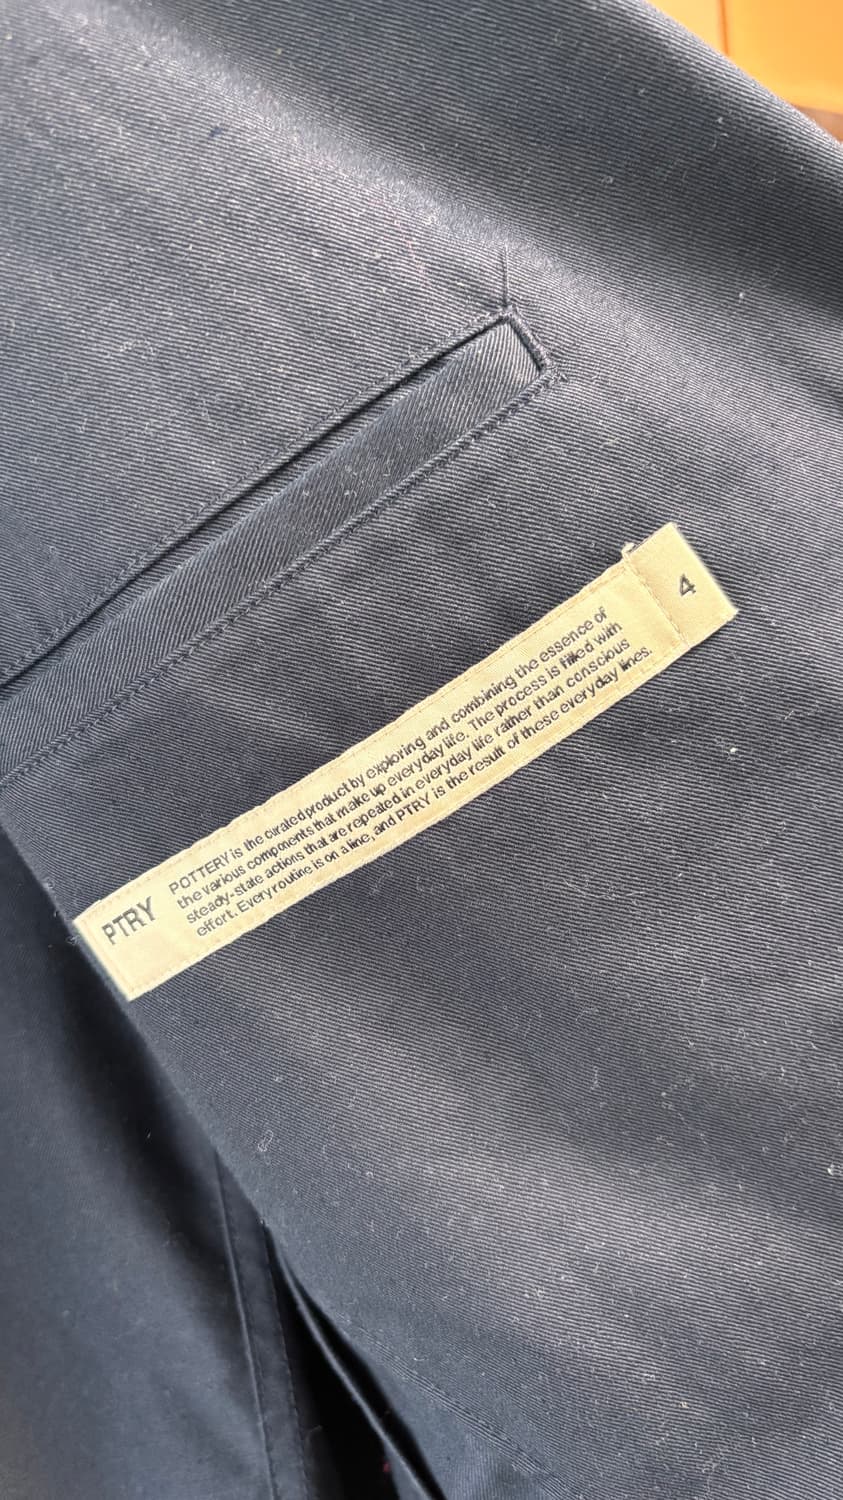 PTRY
POTTERY is the curated product by exploring and combining the essence of
the various components that make up everyday life. The process is filled with
steady-state actions that are repeated in everyday life rather than conscious
effort. Every routine is on a line, and PTRY is the result of these everyday lines.
4